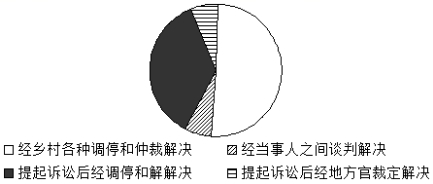 经乡村各种调停和仲裁解决 经当事人之间谈判解决
提起诉讼后经调停和解解决 提起诉讼后经地方官裁定解决